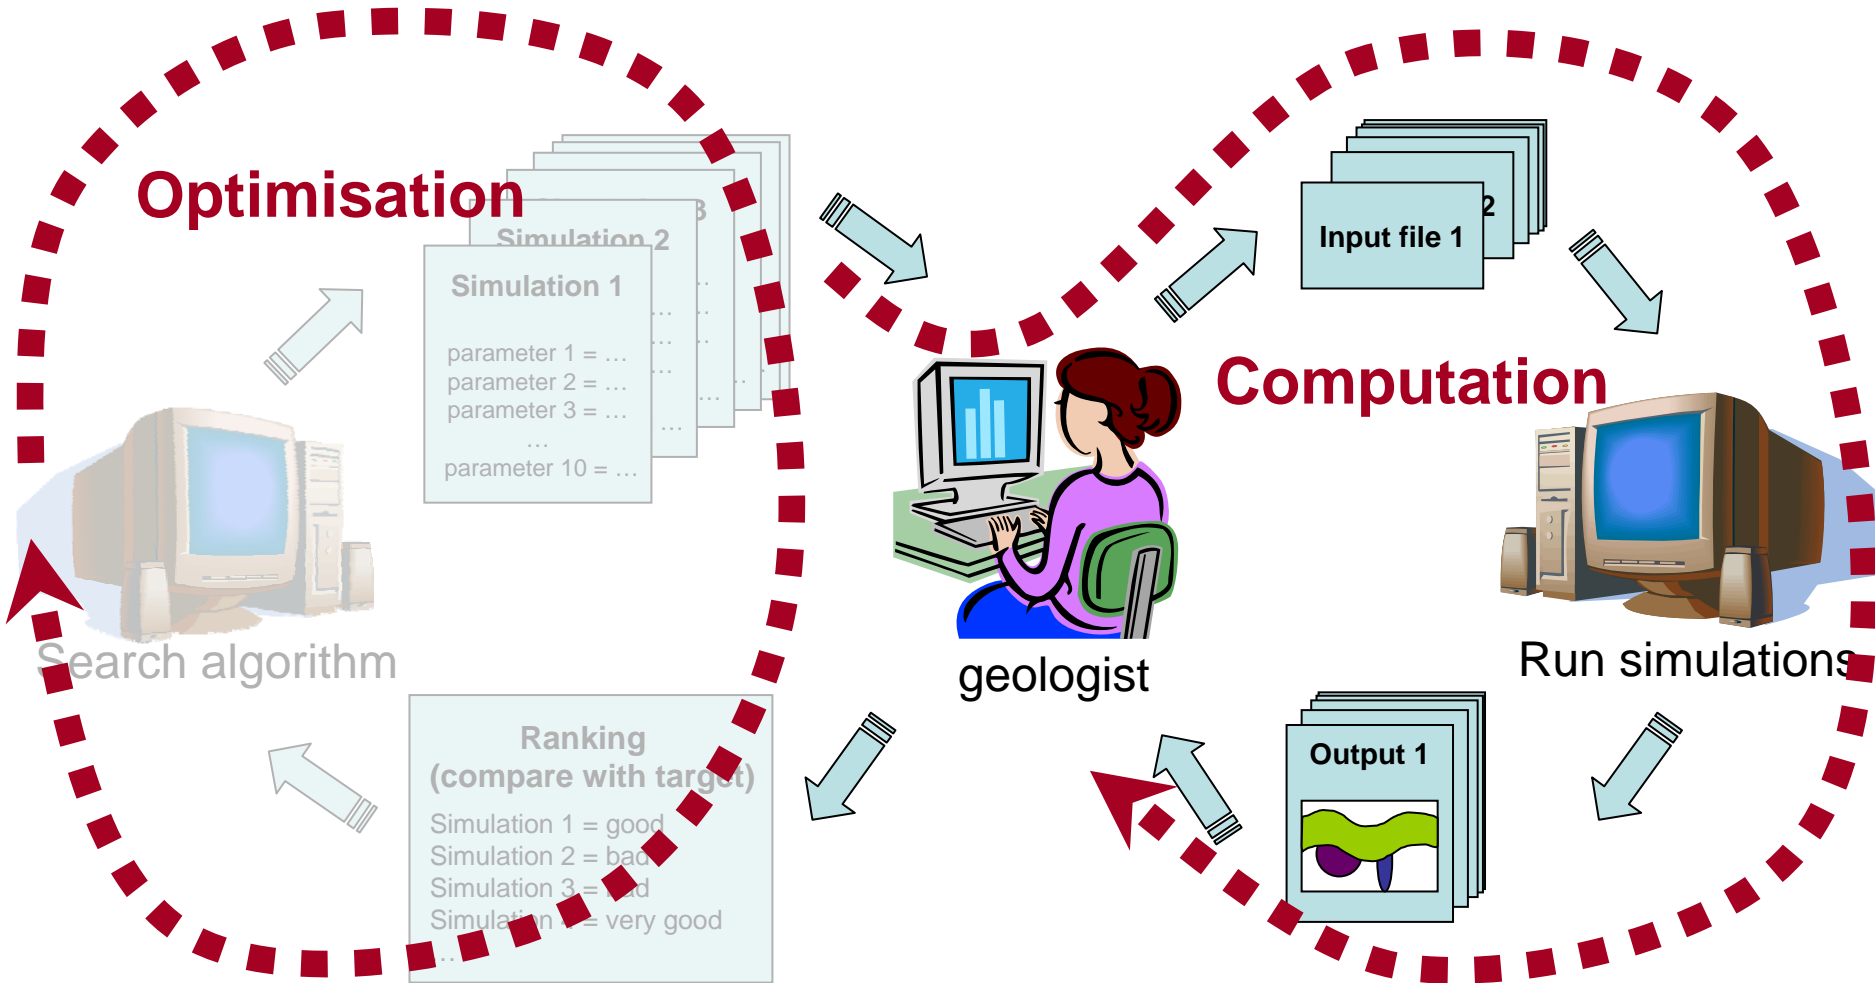 Optimisation
3
Simulation 2
Simulation 1
parameter 1 = …
parameter 2 = …
parameter 3 = …
…
parameter 10 = …
Search algorithm
Ranking
(compare with target)
Simulation 1 = good
Simulation 2 = bad
Simulation 3 = bad
Simulation = very good
…
geologist
2
Input file 1
Computation
Run simulations
Output 1